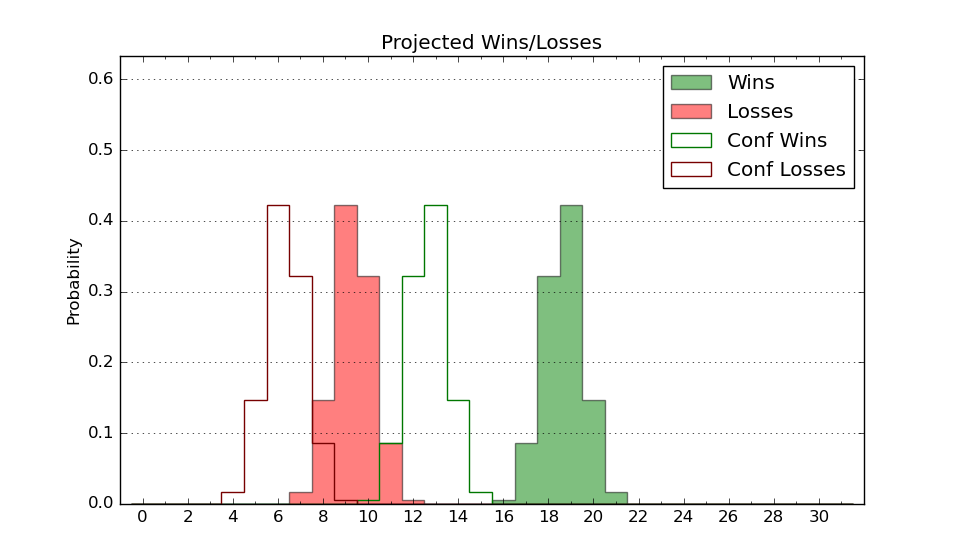 Projected Wins/Losses
Probability
0.6
0.5
0.4
0.3
0.2
0.1
0.0
Wins
Losses
Conf Wins
Conf Losses
0 2 4 6 8 10 12 14 16 18 20 22 24 26 28 30